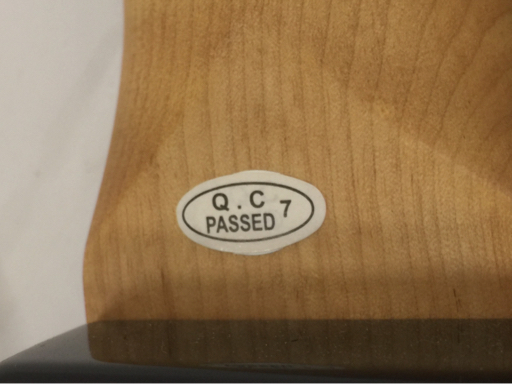 Q . C 7
PASSED